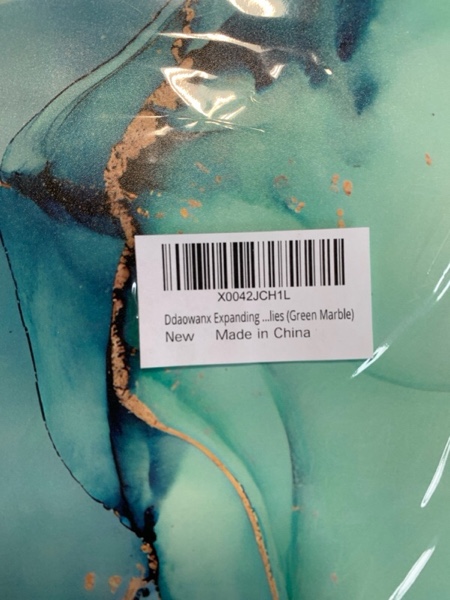 X0042JCH1L
Ddaowanx Expanding ...lies (Green Marble)
New Made in China